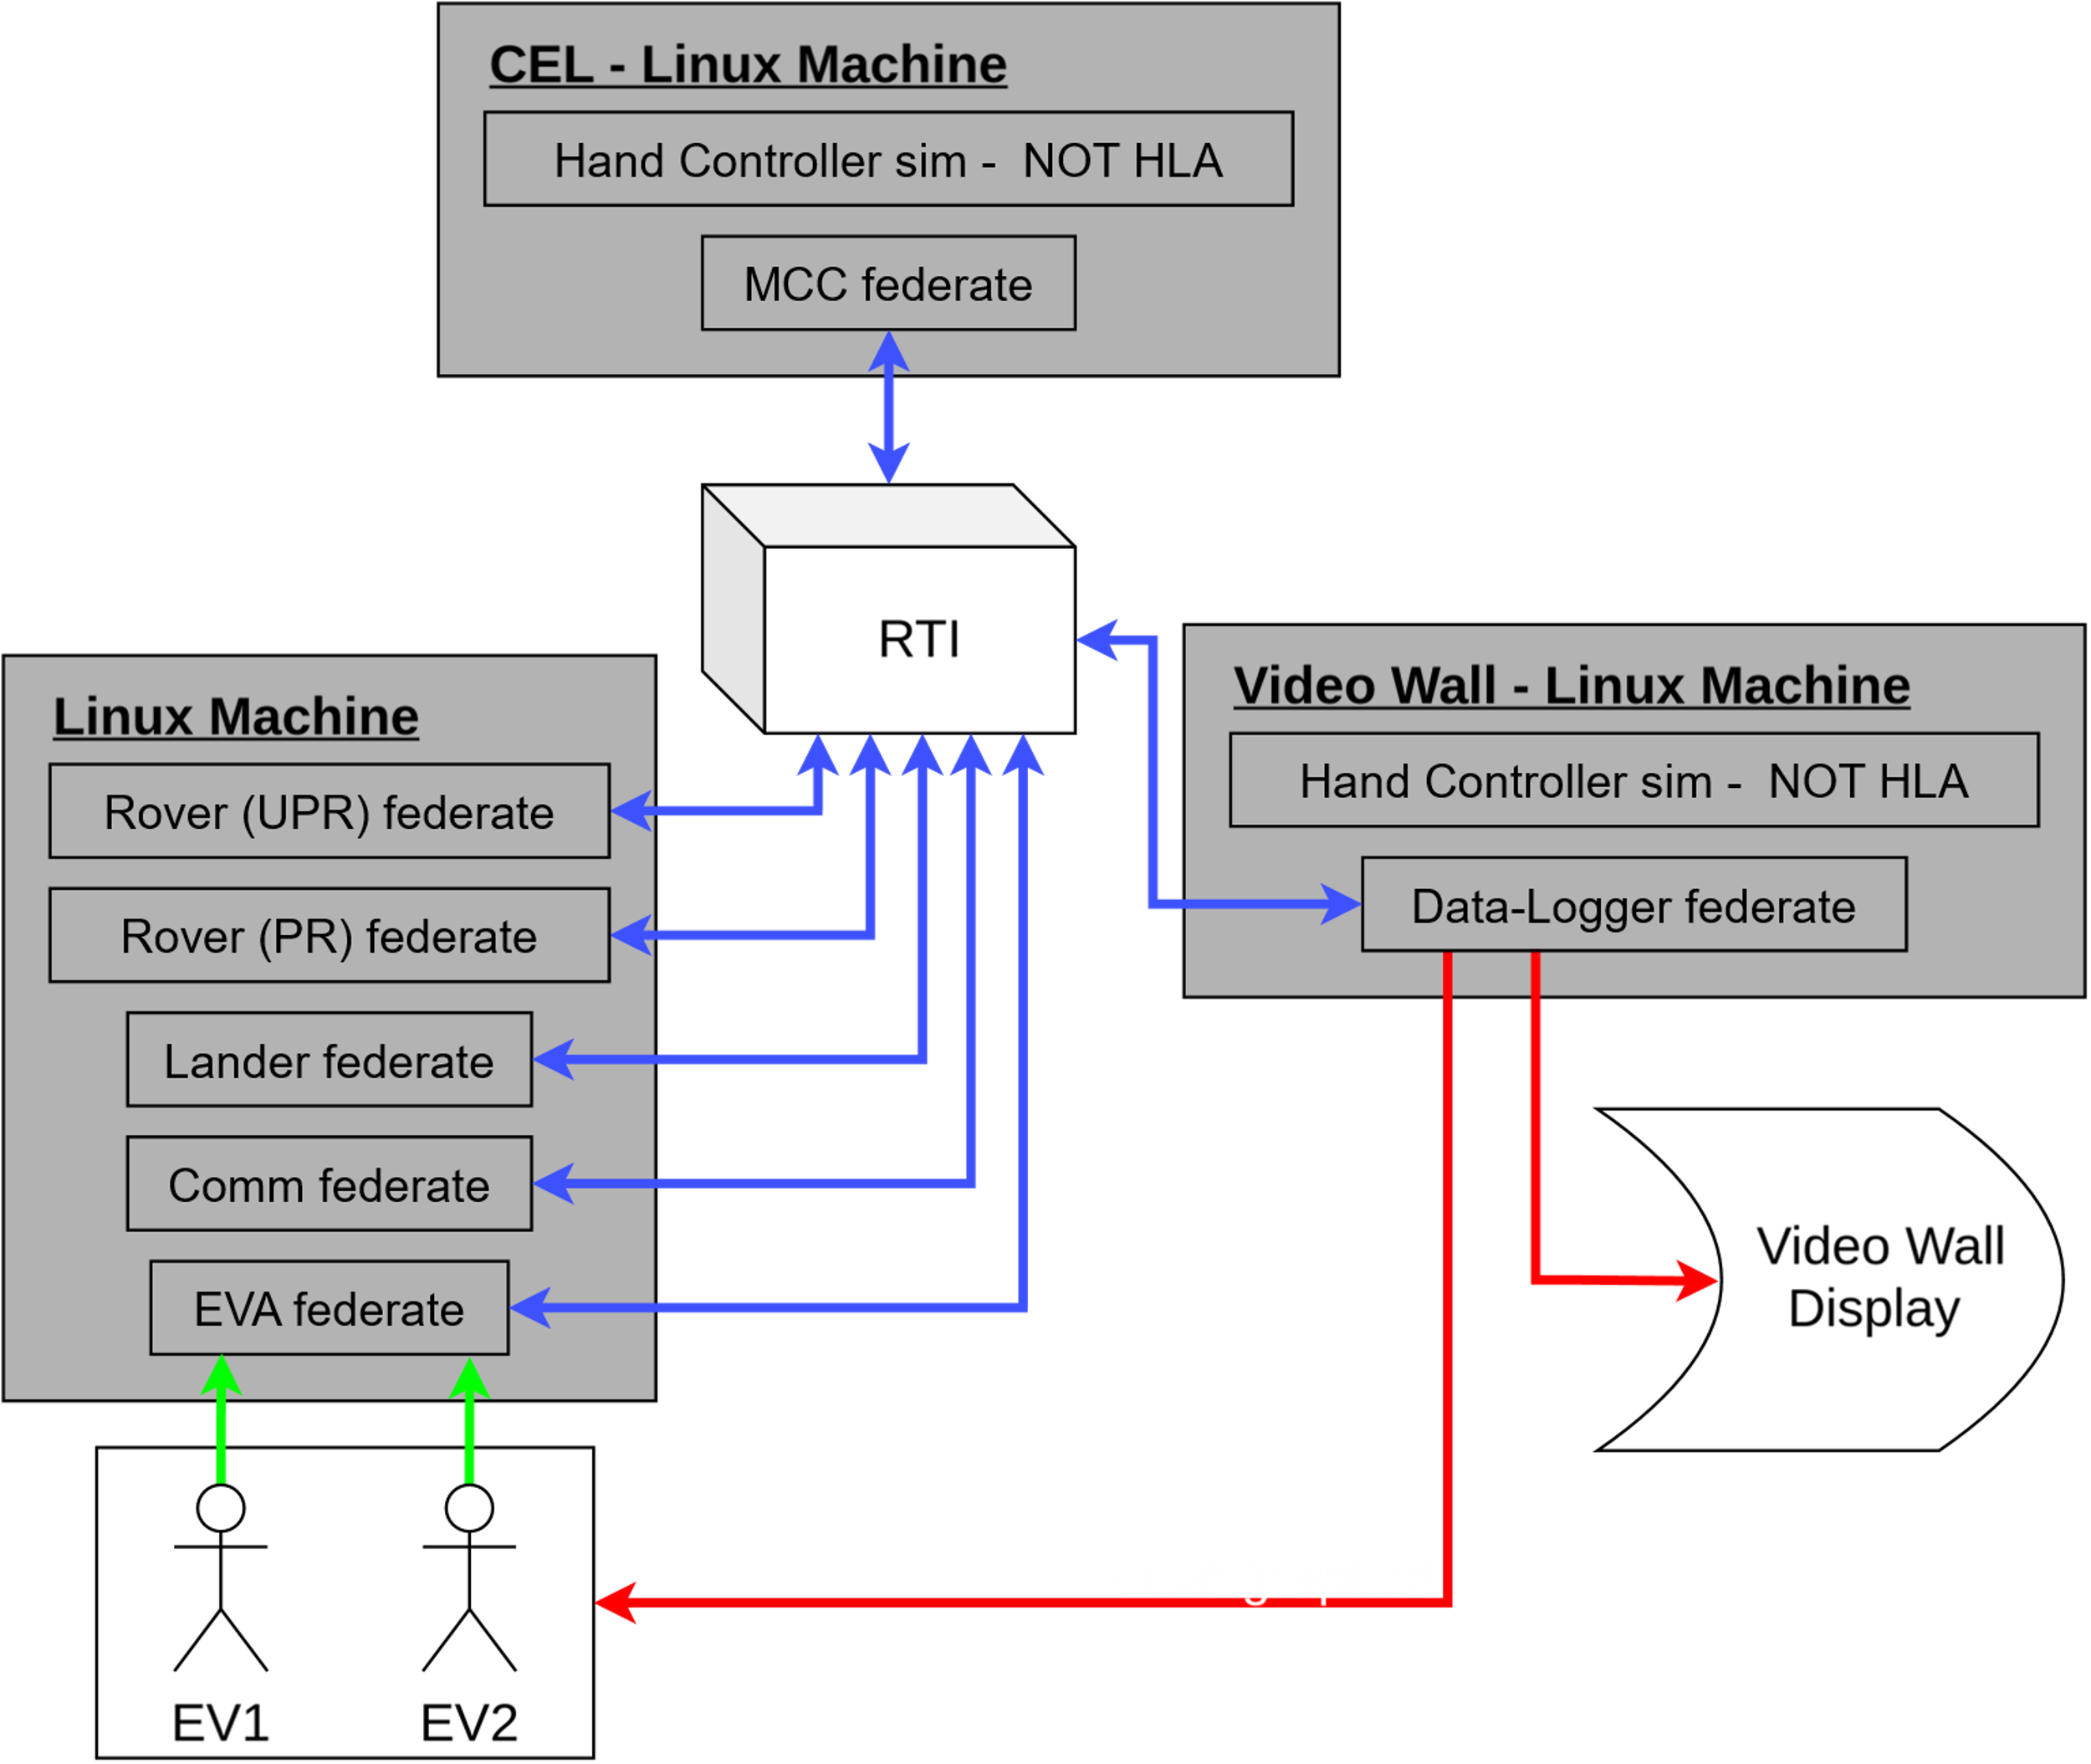 CEL - Linux Machine
Hand Controller sim - NOT HLA
MCC federate
RTI
Linux Machine
Rover (UPR) federate
Rover (PR) federate
Lander federate
Comm federate
EVA federate
EV1
EV2
Video Wall - Linux Machine
Hand Controller sim - NOT HLA
Data-Logger federate
Video Wall
Display